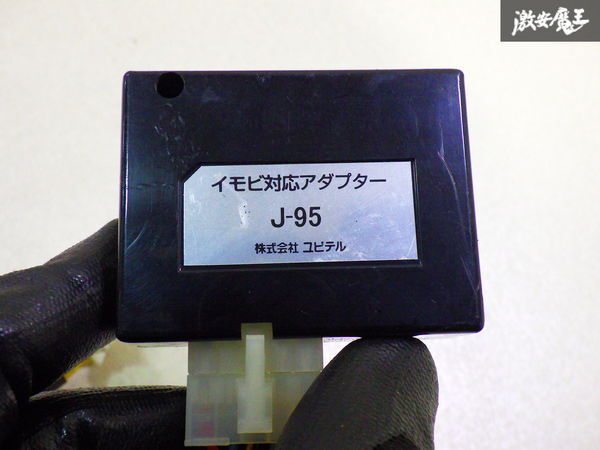 激安魔王
イモビ対応アダプター
J-95
株式会社 ユピテル